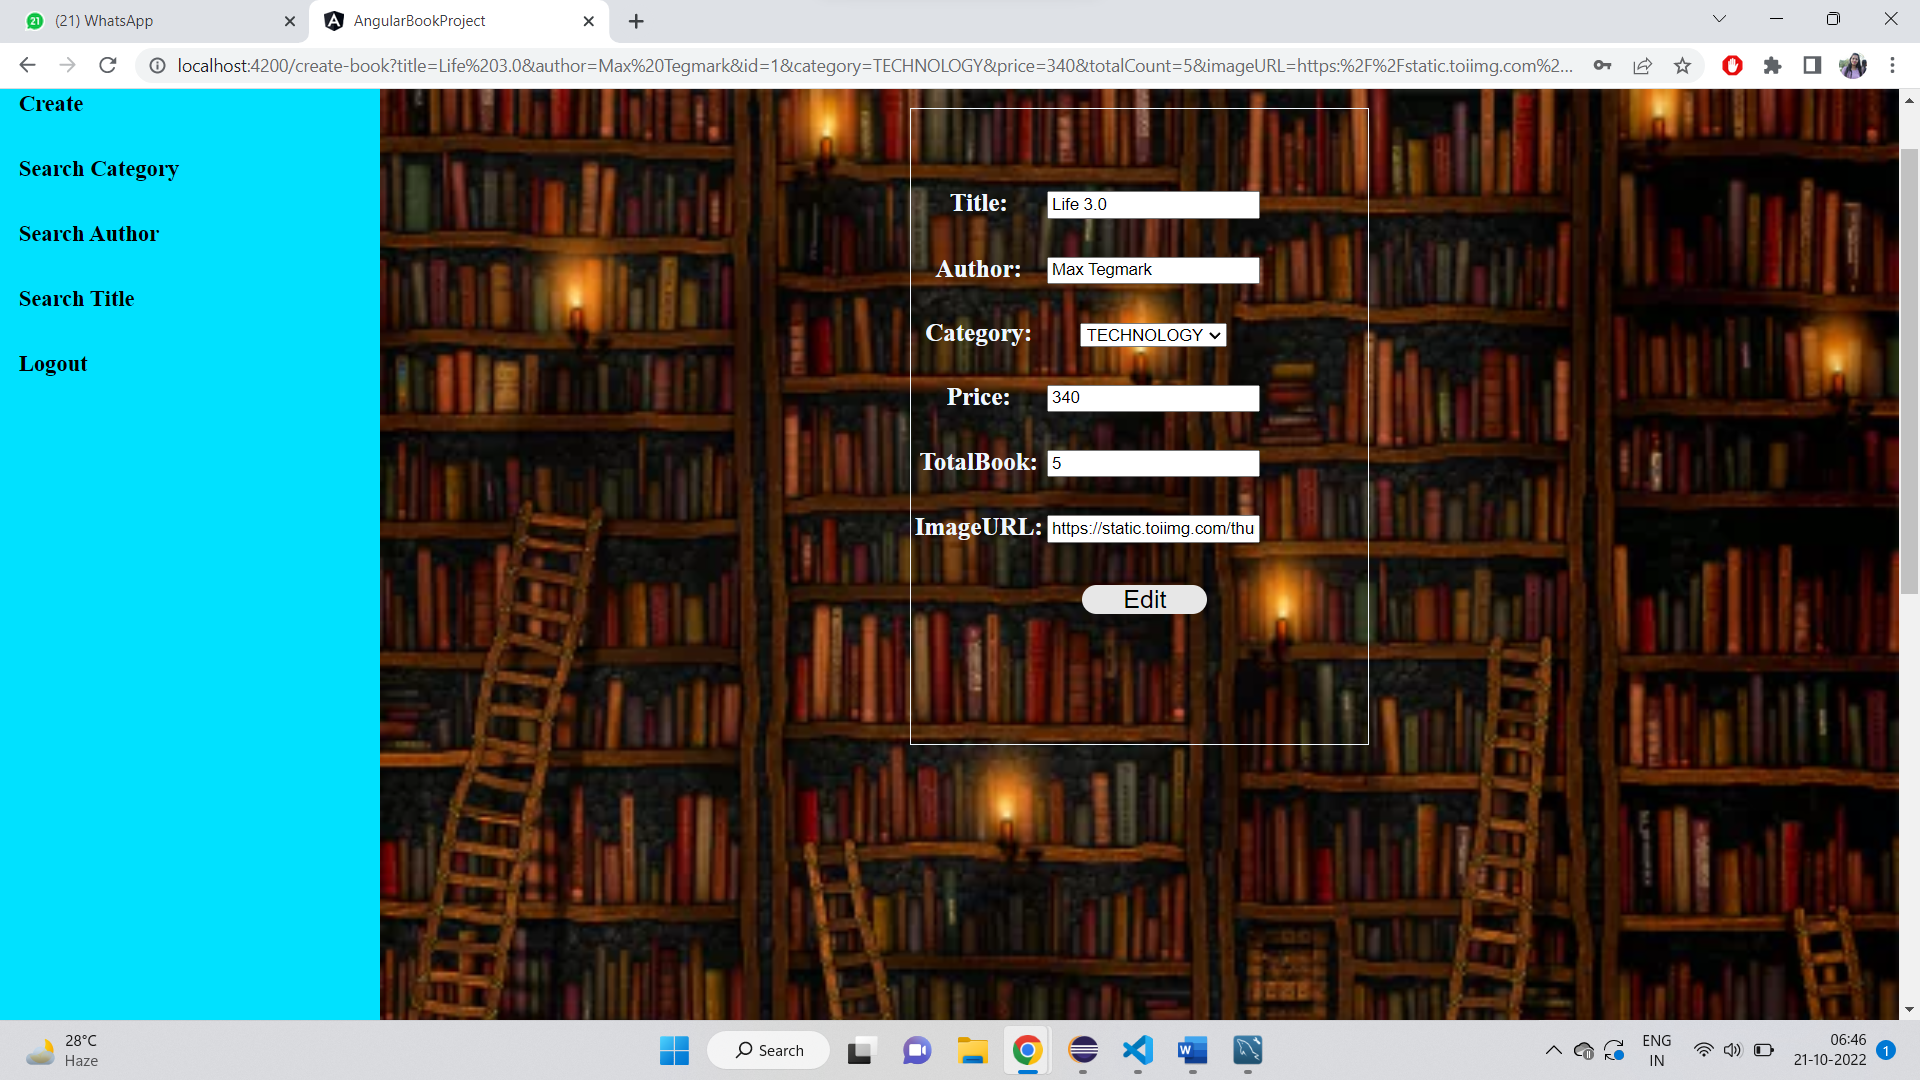 21 (21) WhatsApp
AngularBookProject
localhost:4200/create-book?title=Life%203.0&author=Max%20Tegmark&id=1&category=TECHNOLOGY&price=340&totalCount=5&imageURL=https:%2F%2Fstatic.toiimg.com%2...
Create
Search Category
Search Author
Search Title
Logout
Title: Life 3.0
Author: Max Tegmark
Category: TECHNOLOGY
Price: 340
TotalBook: 5
ImageURL: https://static.toiimg.com/thu
Edit
28°C
Haze
Search
ENG
IN
06:46
21-10-2022
1